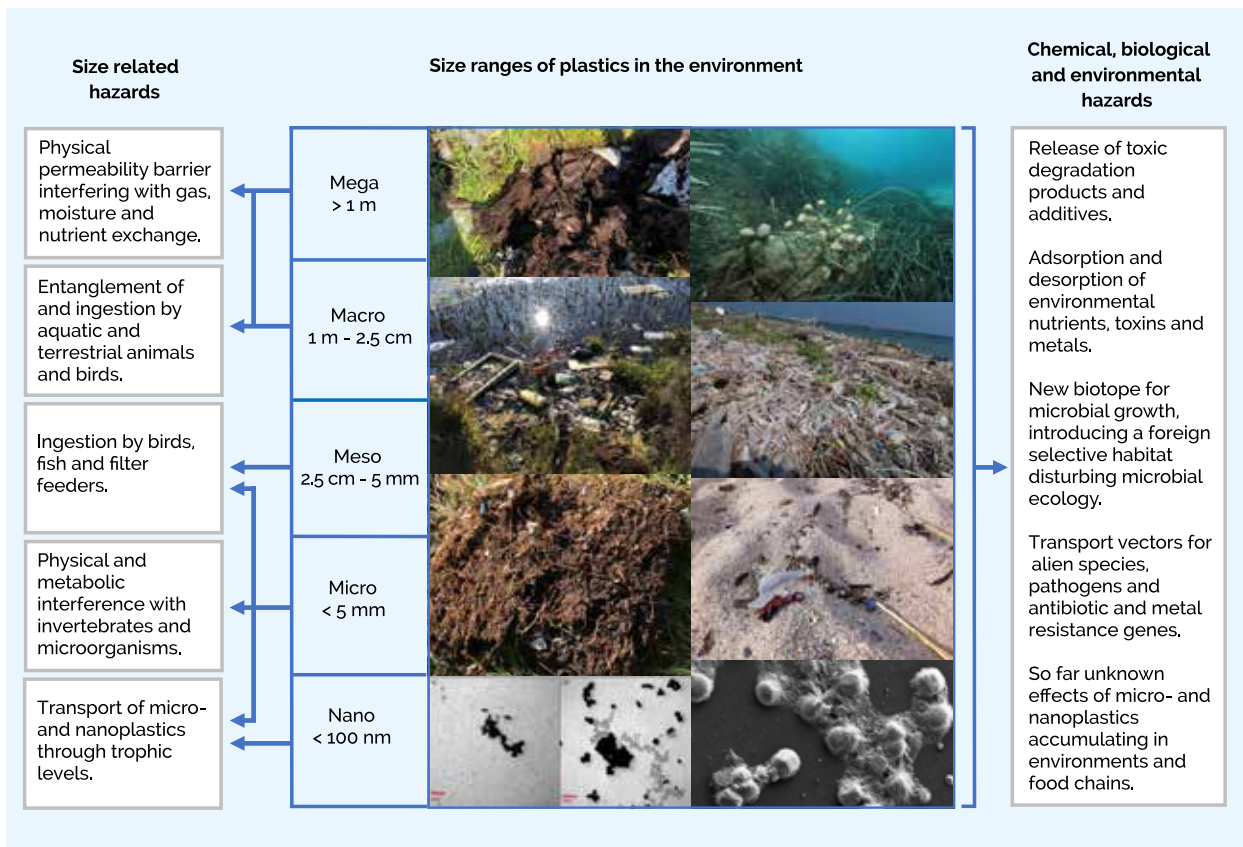 Size related
hazards
Size ranges of plastics in the environment
Chemical, biological
and environmental
hazards
Physical
permeability barrier
interfering with gas,
moisture and
nutrient exchange.
Entanglement of
and ingestion by
aquatic and
terrestrial animals
and birds.
Ingestion by birds,
fish and filter
feeders.
Physical and
metabolic
interference with
invertebrates and
microorganisms.
Transport of micro-
and nanoplastics
through trophic
levels.
Mega
> 1 m
Macro
1 m - 2.5 cm
Meso
2.5 cm - 5 mm
Micro
< 5 mm
Nano
< 100 nm
Release of toxic
degradation
products and
additives.
Adsorption and
desorption of
environmental
nutrients, toxins and
metals.
New biotope for
microbial growth,
introducing a foreign
selective habitat
disturbing microbial
ecology.
Transport vectors for
alien species,
pathogens and
antibiotic and metal
resistance genes.
So far unknown
effects of micro- and
nanoplastics
accumulating in
environments and
food chains.